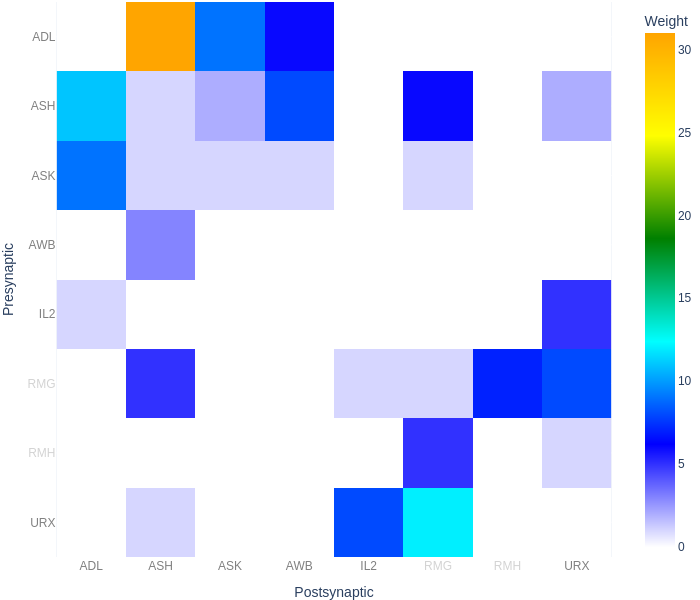 Weight
ADL
ASH
ASK
AWB
IL2
RMG
RMH
URX
Presynaptic
30
25
20
15
10
5
0
ADL ASH ASK AWB IL2 RMG RMH URX
Postsynaptic